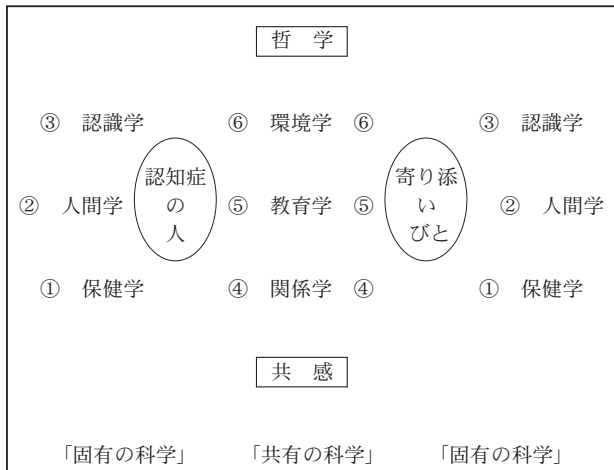 哲　学
③　認識学　⑥　環境学　⑥　③　認識学
認知症
の
人
寄り添
い
びと
②　人間学　⑤　教育学　⑤　②　人間学
①　保健学　④　関係学　④　①　保健学
共　感
「固有の科学」　「共有の科学」　「固有の科学」